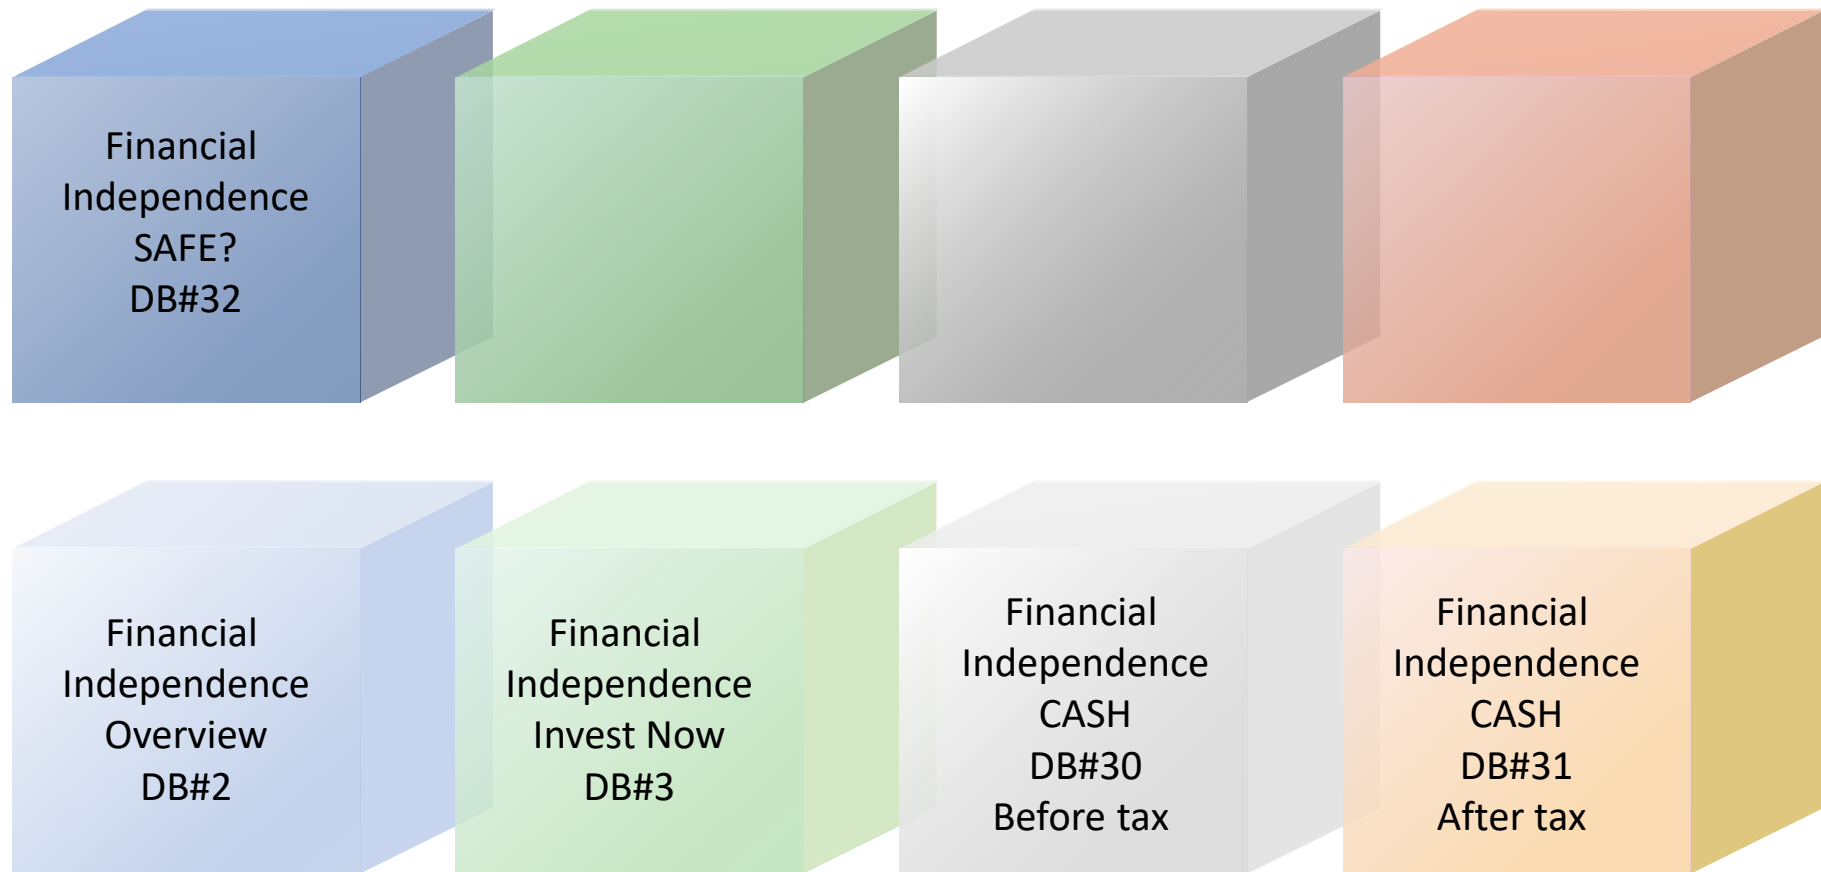 Financial
Independence
SAFE?
DB#32
Financial
Independence
Overview
DB#2
Financial
Independence
Invest Now
DB#3
Financial
Independence
CASH
DB#30
Before tax
Financial
Independence
CASH
DB#31
After tax